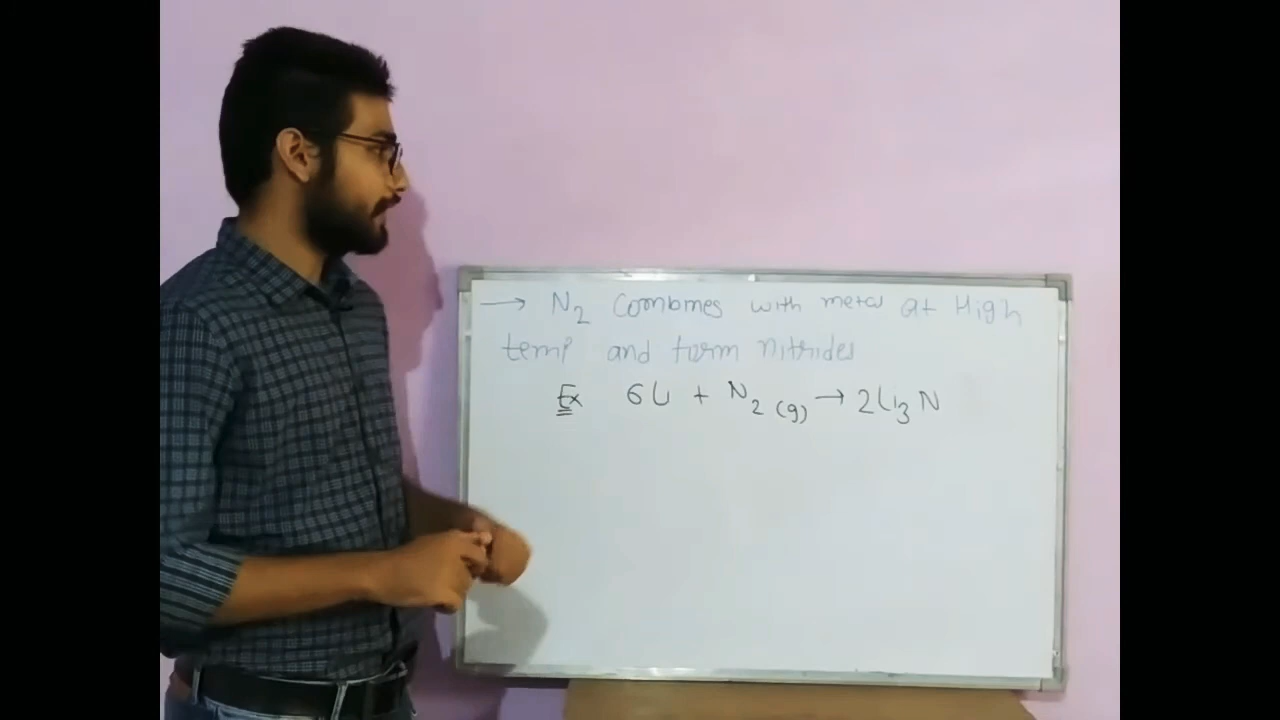 → N₂ combines with metal at High
temp and form Nitrides
Ex 6Li + N₂(g) → 2Li₃N